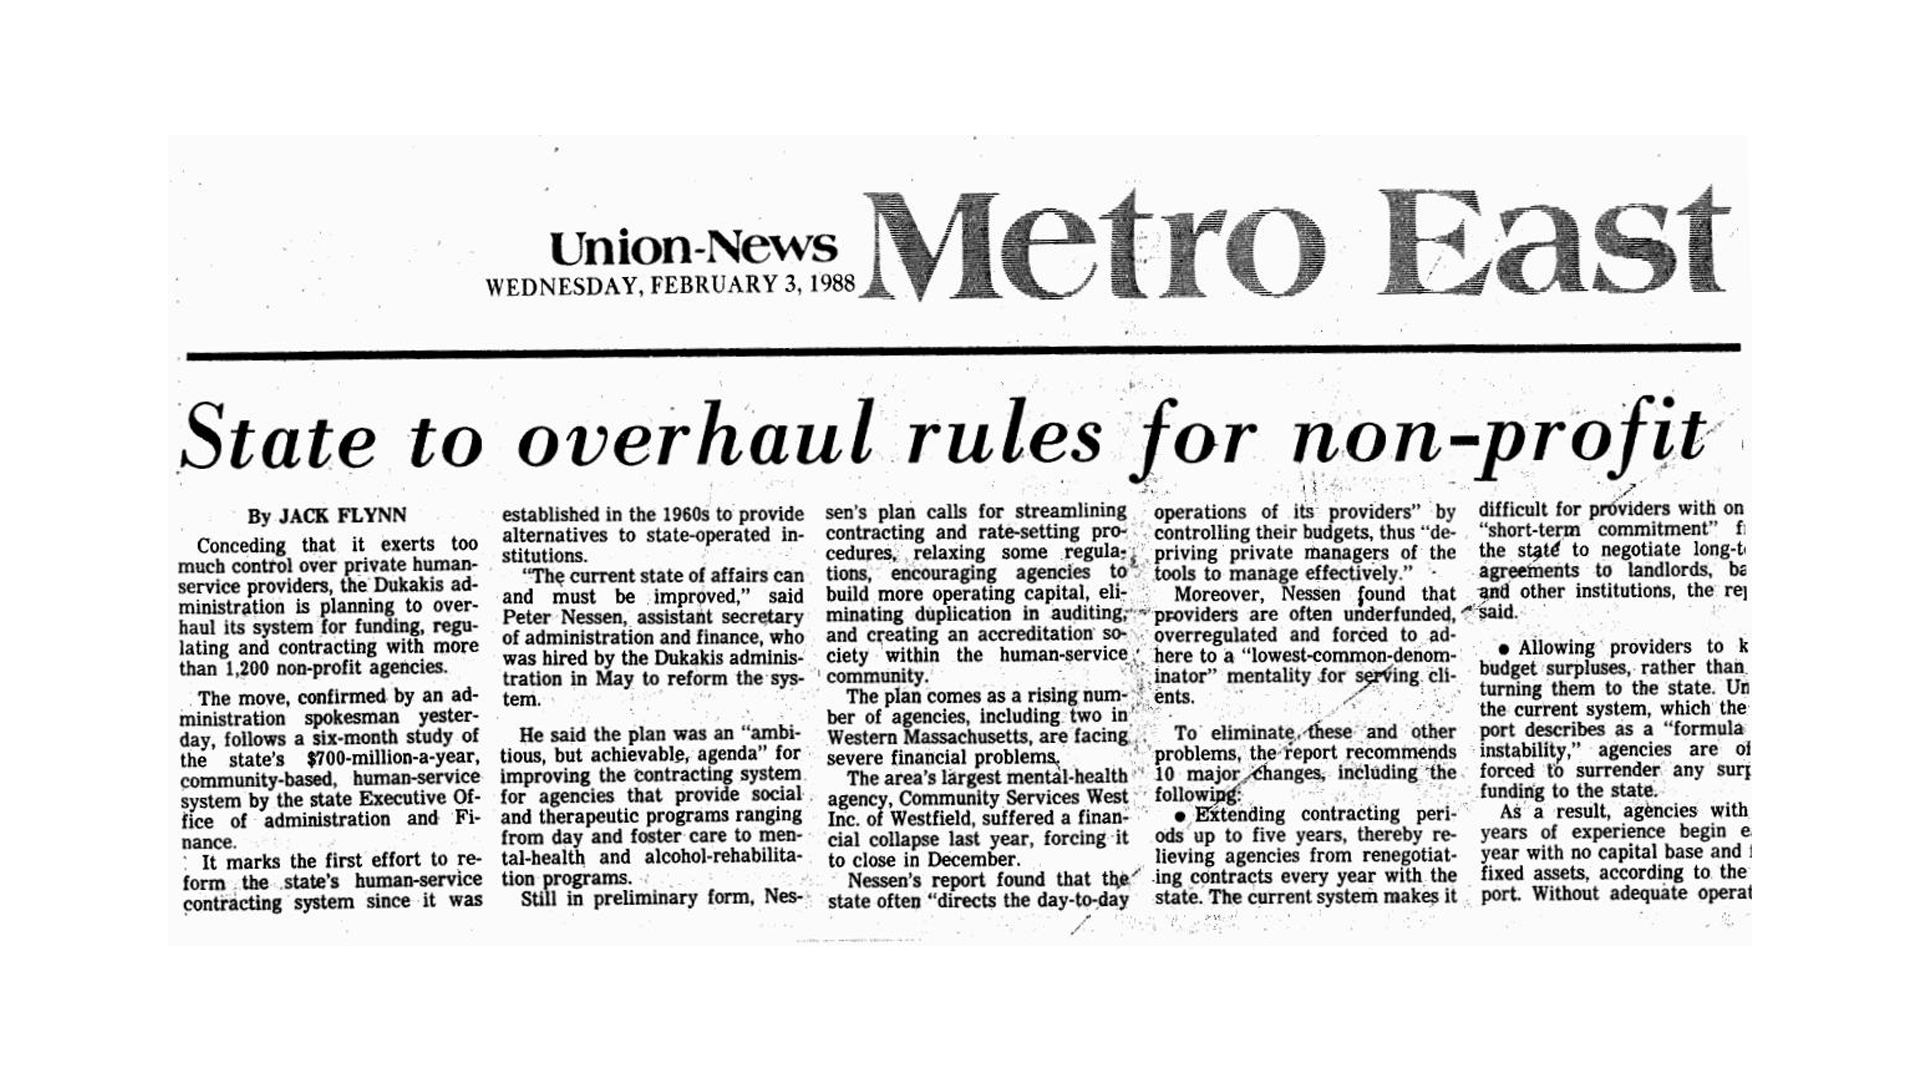 Union-News
WEDNESDAY, FEBRUARY 3, 1988
Metro East
State to overhaul rules for non-profit
By JACK FLYNN
Conceding that it exerts too
much control over private human-
service providers, the Dukakis ad-
ministration is planning to over-
haul its system for funding, regu-
lating and contracting with more
than 1,200 non-profit agencies.
The move, confirmed by an ad-
ministration spokesman yester-
day, follows a six-month study of
the state's $700-million-a-year,
community-based, human-service
system by the state Executive Of-
fice of administration and Fi-
nance.
It marks the first effort to re-
form the state's human-service
contracting system since it was
established in the 1960s to provide
alternatives to state-operated in-
stitutions.
"The current state of affairs can
and must be improved," said
Peter Nessen, assistant secretary
of administration and finance, who
was hired by the Dukakis adminis-
tration in May to reform the sys-
tem.
He said the plan was an "ambi-
tious, but achievable, agenda" for
improving the contracting system
for agencies that provide social
and therapeutic programs ranging
from day and foster care to men-
tal-health and alcohol-rehabilita-
tion programs.
Still in preliminary form, Nes-
sen's plan calls for streamlining
contracting and rate-setting pro-
cedures, relaxing some regula-
tions, encouraging agencies to
build more operating capital, eli-
minating duplication in auditing,
and creating an accreditation so-
ciety within the human-service
community.
The plan comes as a rising num-
ber of agencies, including two in
Western Massachusetts, are facing
severe financial problems.
The area's largest mental-health
agency, Community Services West
Inc. of Westfield, suffered a finan-
cial collapse last year, forcing it
to close in December.
Nessen's report found that the
state often "directs the day-to-day
operations of its providers" by
controlling their budgets, thus "de-
priving private managers of the
tools to manage effectively."
Moreover, Nessen found that
providers are often underfunded,
overregulated and forced to ad-
here to a "lowest-common-denom-
inator" mentality for serving cli-
ents.
To eliminate these and other
problems, the report recommends
10 major changes, including the
following:
• Extending contracting peri-
ods up to five years, thereby re-
lieving agencies from renegotiat-
ing contracts every year with the
state. The current system makes it
difficult for providers with on
"short-term commitment"
the state to negotiate long-
agreements to landlords,
and other institutions, the
said.
• Allowing providers to
budget surpluses, rather than
turning them to the state.
the current system, which the
port describes as a "formula
instability," agencies are
forced to surrender any
funding to the state.
As a result, agencies with
years of experience begin
year with no capital base and
fixed assets, according to the
port. Without adequate operat